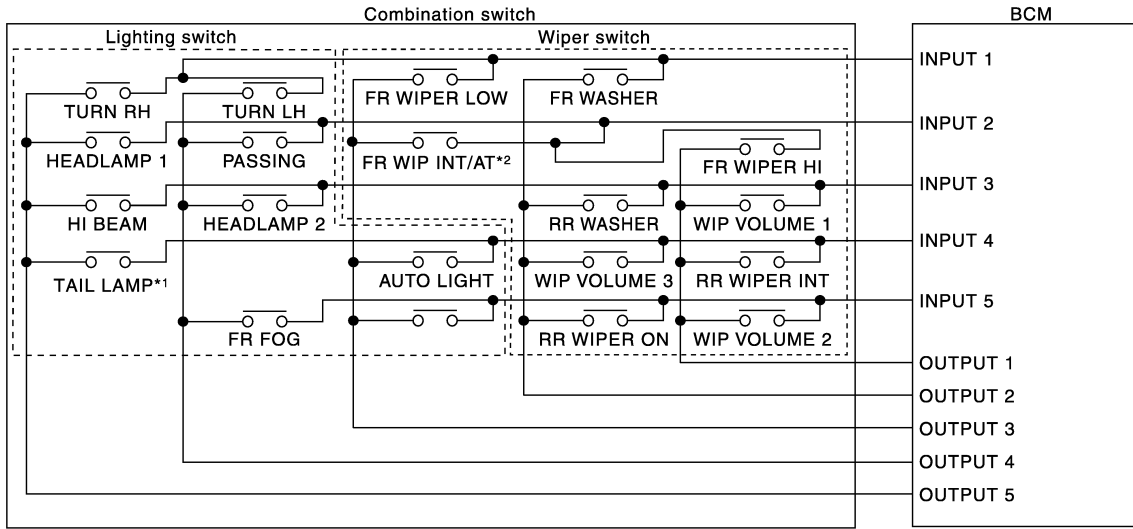 Combination switch
BCM
Lighting switch
Wiper switch
INPUT 1
TURN RH
TURN LH
FR WIPER LOW
FR WASHER
INPUT 2
HEADLAMP 1
PASSING
FR WIP INT/AT*2
FR WIPER HI
INPUT 3
HI BEAM
HEADLAMP 2
RR WASHER
WIP VOLUME 1
INPUT 4
TAIL LAMP*1
AUTO LIGHT
WIP VOLUME 3
RR WIPER INT
INPUT 5
FR FOG
RR WIPER ON
WIP VOLUME 2
OUTPUT 1
OUTPUT 2
OUTPUT 3
OUTPUT 4
OUTPUT 5